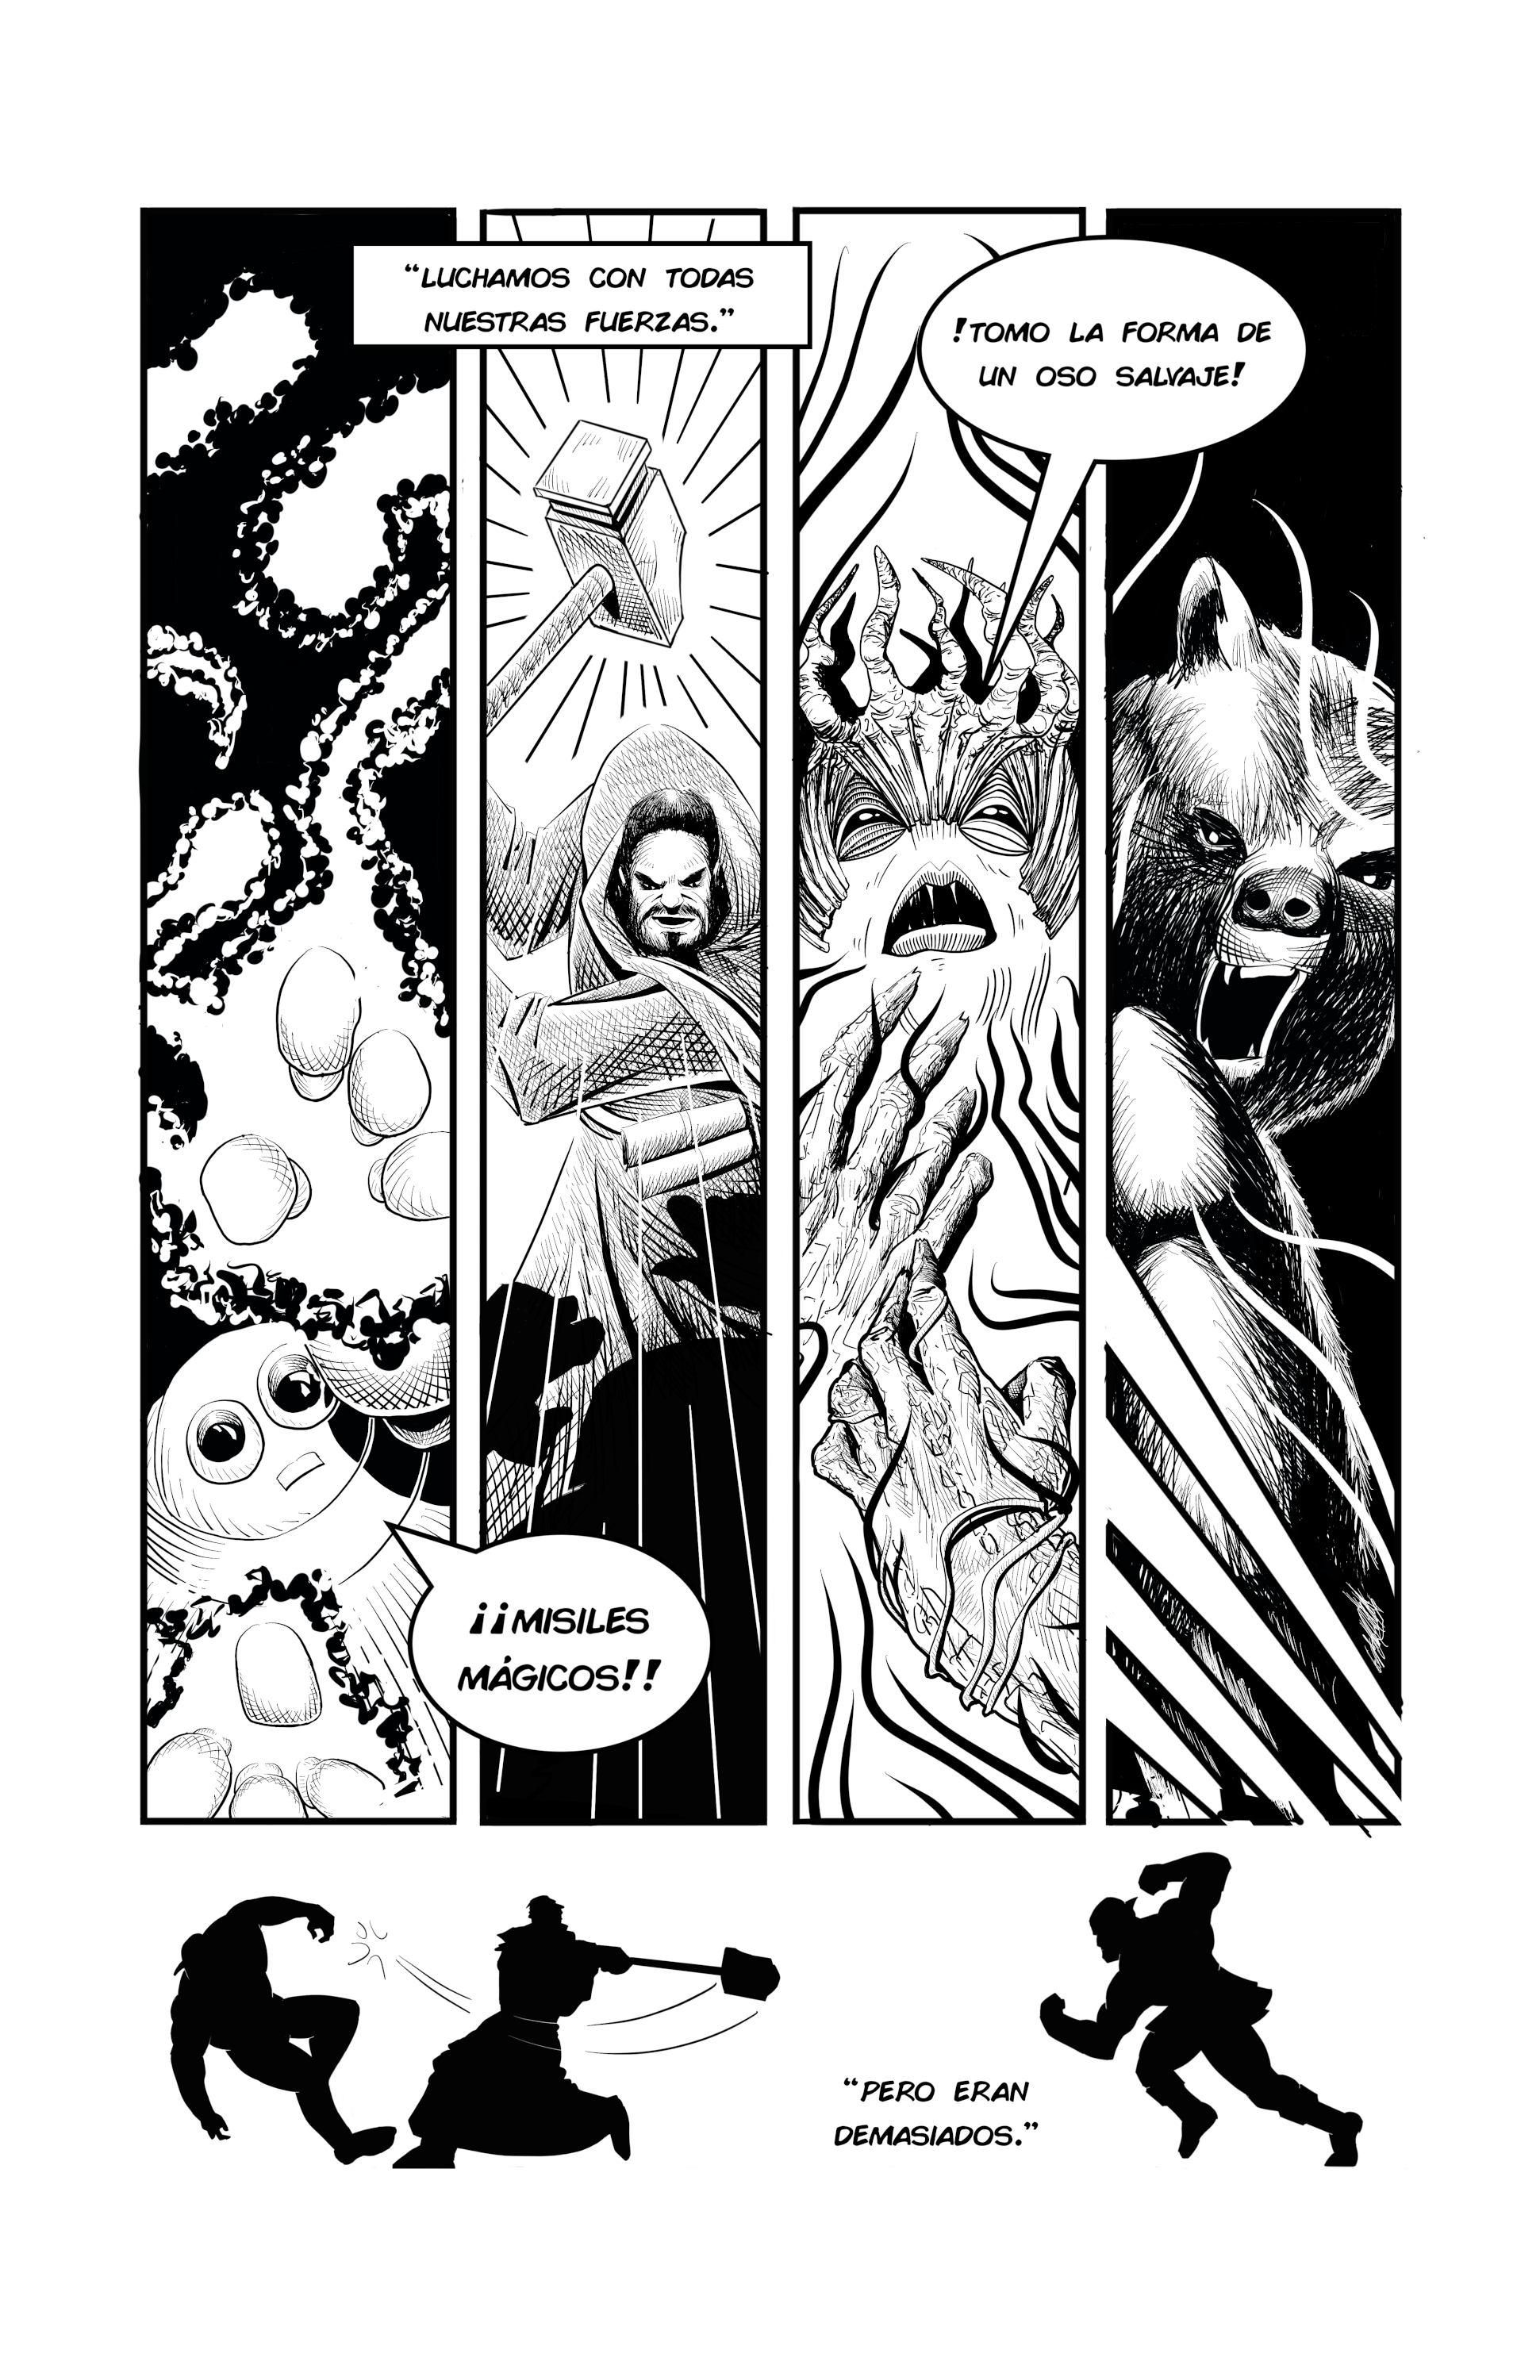 “LUCHAMOS CON TODAS
NUESTRAS FUERZAS.”
!TOMO LA FORMA DE
UN OSO SALVAJE!
¡¡MISILES
MÁGICOS!!
“PERO ERAN
DEMASIADOS.”